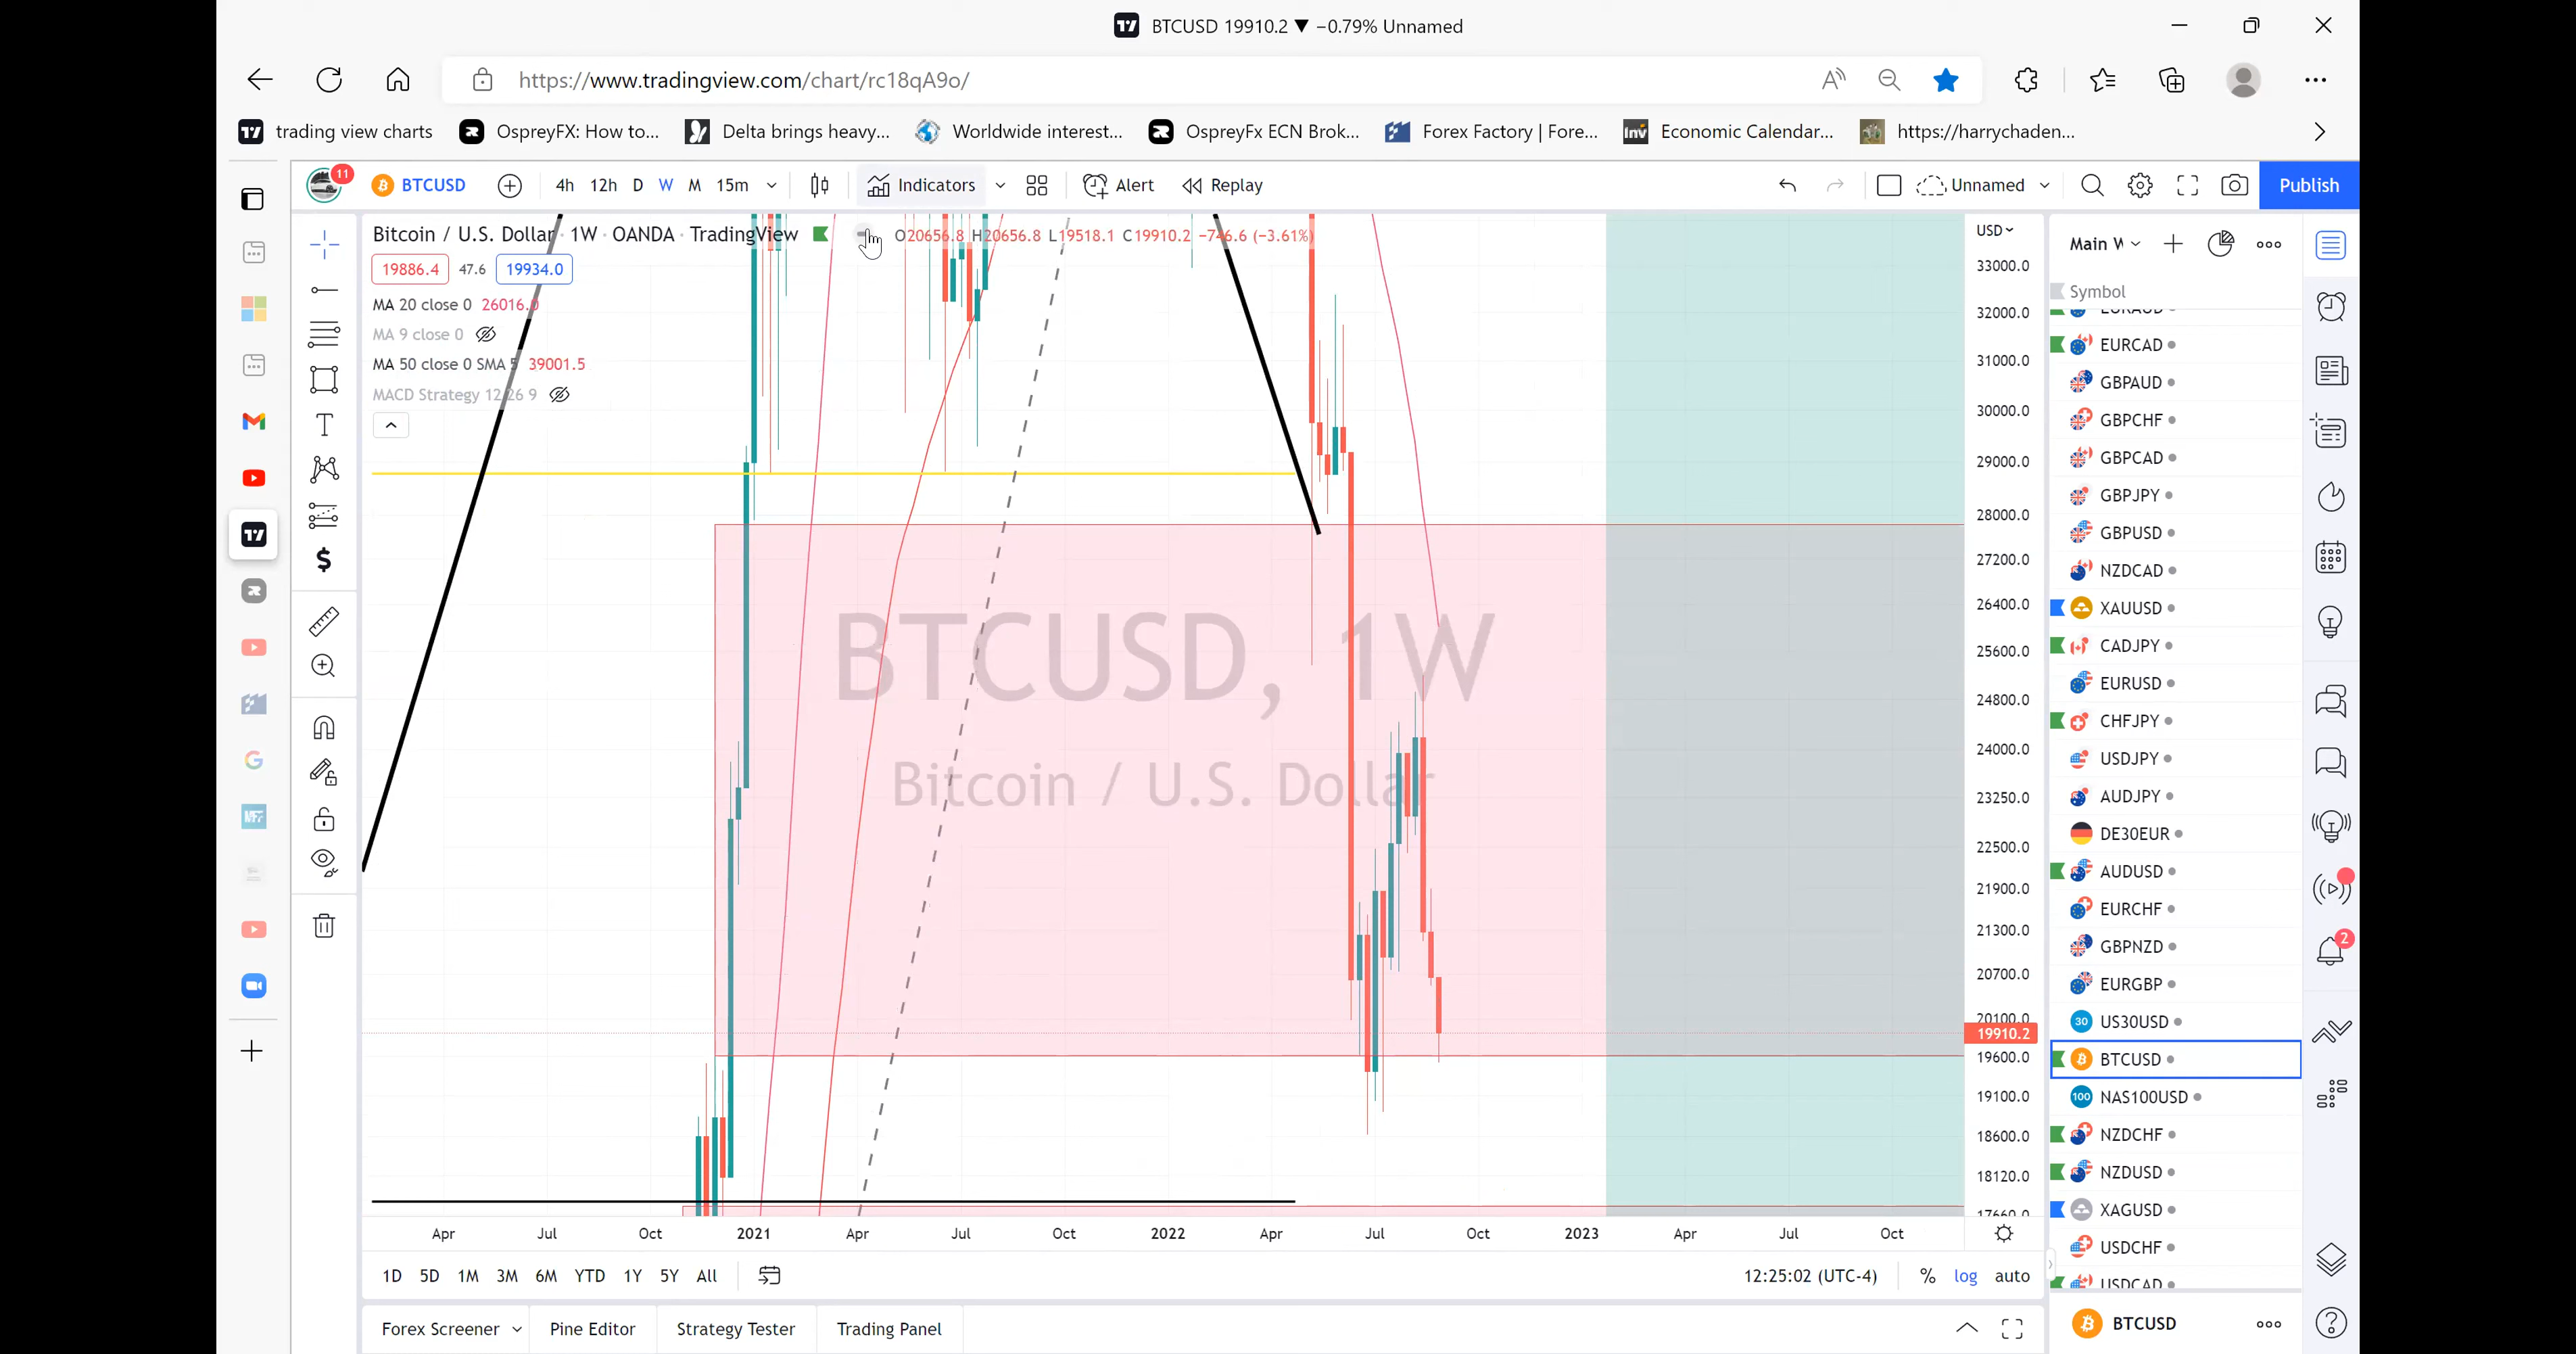 BTCUSD 19910.2 ▼ −0.79% Unnamed
https://www.tradingview.com/chart/rc18qA9o/
trading view charts OspreyFX: How to... Delta brings heavy... Worldwide interest... OspreyFx ECN Brok... Forex Factory | Fore... Economic Calendar... https://harrychaden...
11 BTCUSD 4h 12h D W M 15m Indicators Alert Replay Unnamed Publish
Bitcoin / U.S. Dollar · 1W · OANDA · TradingView O20656.8 H20656.8 L19518.1 C19910.2 −746.6 (−3.61%)
19886.4 47.6 19934.0
MA 20 close 0 26016.0
MA 9 close 0
MA 50 close 0 SMA 5 39001.5
MACD Strategy 12 26 9
BTCUSD, 1W
Bitcoin / U.S. Dollar
USD
33000.0
32000.0
31000.0
30000.0
29000.0
28000.0
27200.0
26400.0
25600.0
24800.0
24000.0
23250.0
22500.0
21900.0
21300.0
20700.0
20100.0
19910.2
19600.0
19100.0
18600.0
18120.0
17660.0
Apr Jul Oct 2021 Apr Jul Oct 2022 Apr Jul Oct 2023 Apr Jul Oct
1D 5D 1M 3M 6M YTD 1Y 5Y All 12:25:02 (UTC-4) % log auto
Forex Screener Pine Editor Strategy Tester Trading Panel
Main
Symbol
EURAUD
EURCAD
GBPAUD
GBPCHF
GBPCAD
GBPJPY
GBPUSD
NZDCAD
XAUUSD
CADJPY
EURUSD
CHFJPY
USDJPY
AUDJPY
DE30EUR
AUDUSD
EURCHF
GBPNZD
EURGBP
30 US30USD
BTCUSD
100 NAS100USD
NZDCHF
NZDUSD
XAGUSD
USDCHF
USDCAD
BTCUSD
2